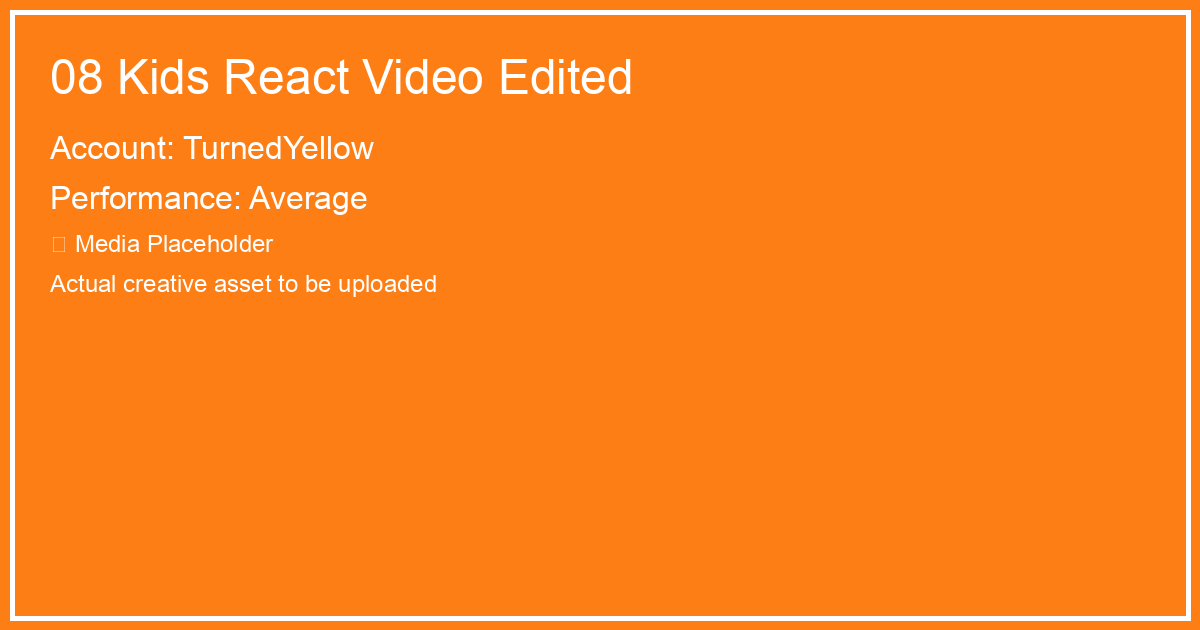 08 Kids React Video Edited
Account: TurnedYellow
Performance: Average
Media Placeholder
Actual creative asset to be uploaded